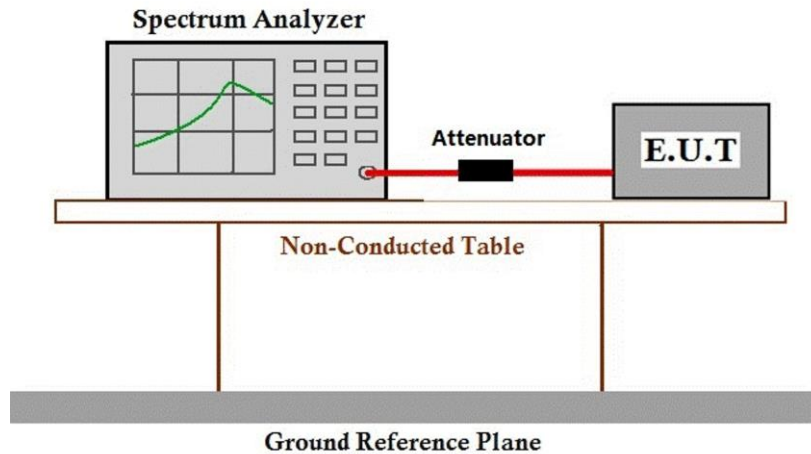 Spectrum Analyzer
Attenuator
E.U.T
Non-Conducted Table
Ground Reference Plane